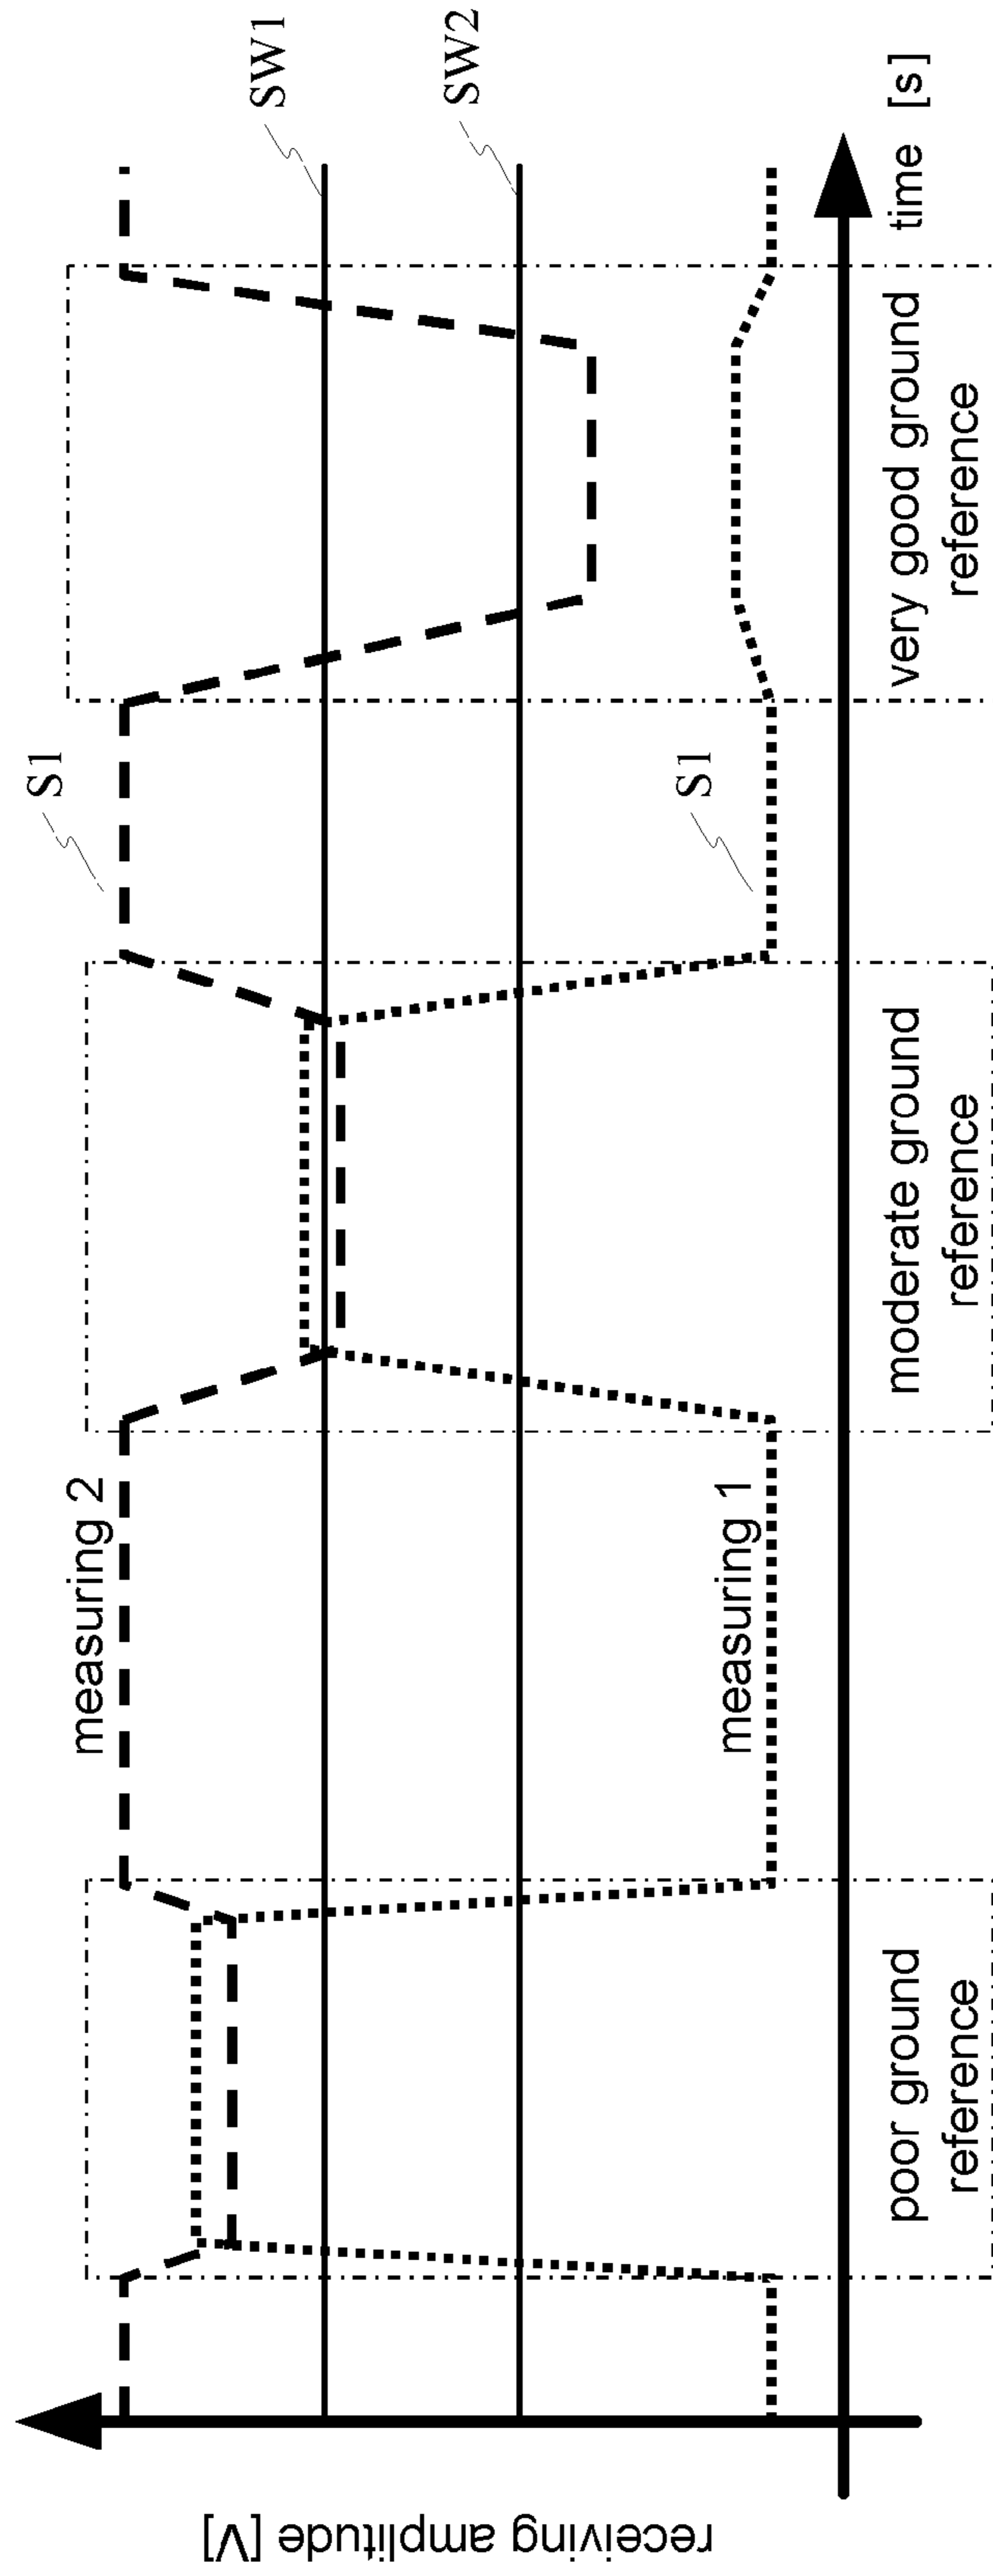 receiving amplitude [V]
measuring 2
S1
SW1
SW2
measuring 1
S1
time [s]
poor ground
reference
moderate ground
reference
very good ground
reference